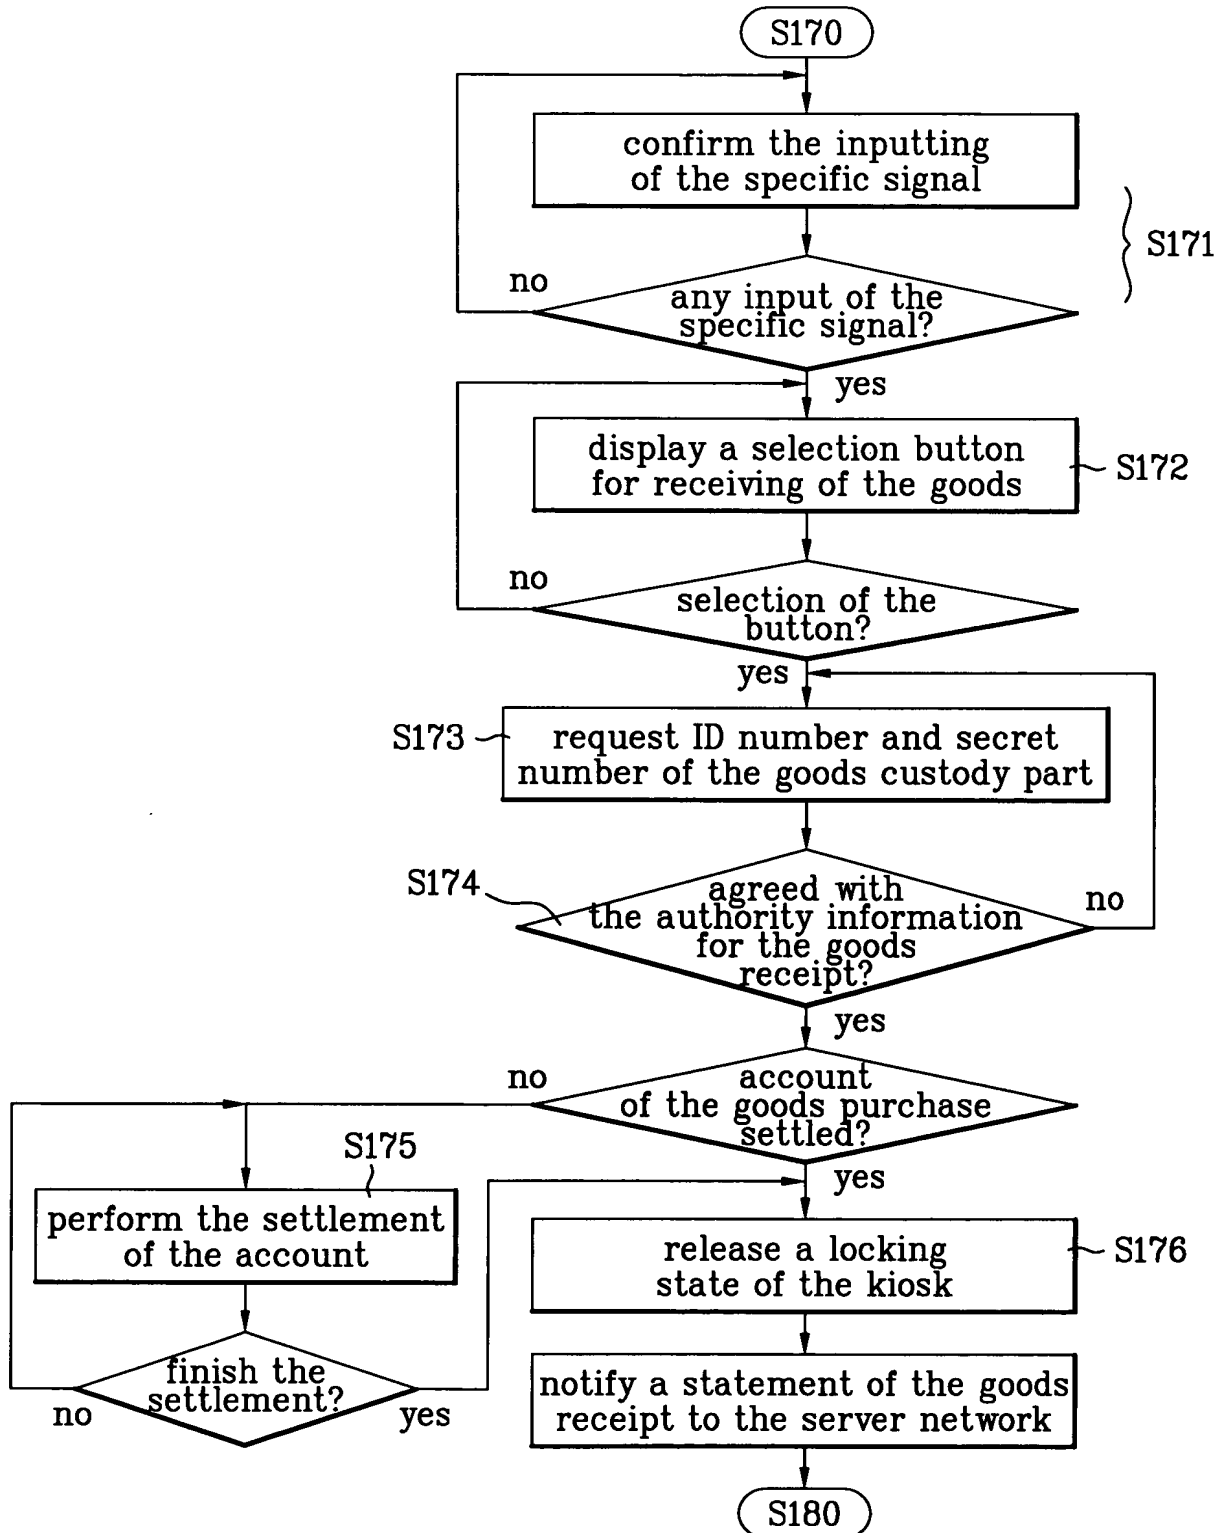 S170
confirm the inputting
of the specific signal
S171
no
any input of the
specific signal?
yes
display a selection button
for receiving of the goods
S172
no
selection of the
button?
yes
S173
request ID number and secret
number of the goods custody part
S174
agreed with
the authority information
for the goods
receipt?
no
yes
no
account
of the goods purchase
settled?
yes
S175
perform the settlement
of the account
release a locking
state of the kiosk
S176
finish the
settlement?
no
yes
notify a statement of the goods
receipt to the server network
S180